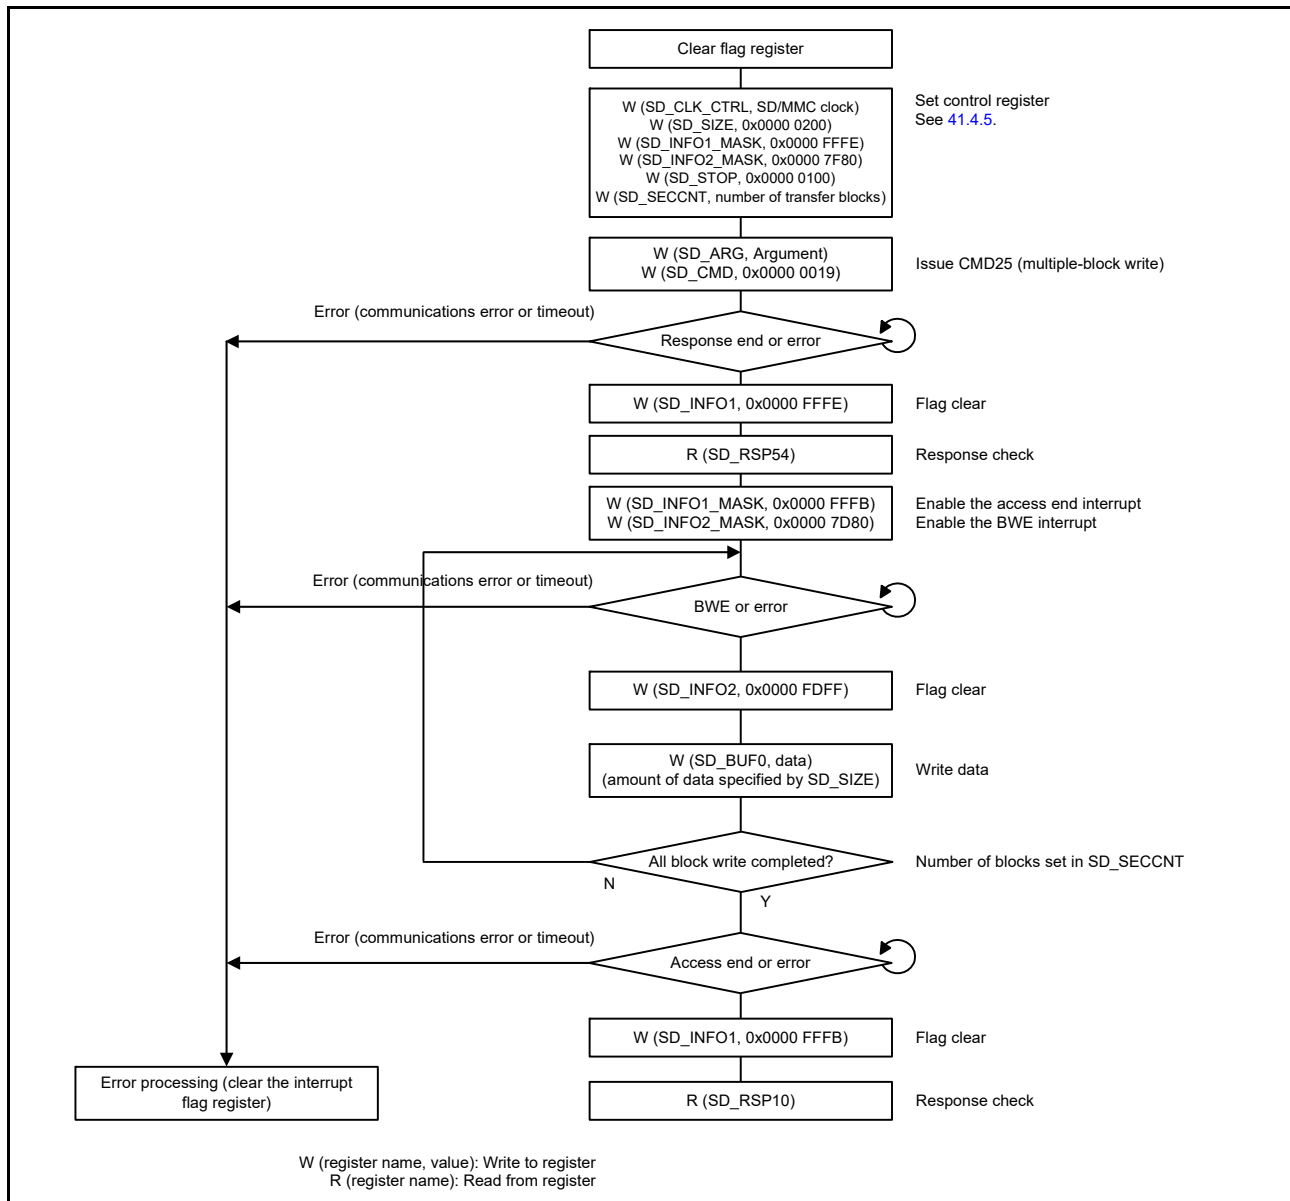 Clear flag register
W (SD_CLK_CTRL, SD/MMC clock)
W (SD_SIZE, 0x0000 0200)
W (SD_INFO1_MASK, 0x0000 FFFE)
W (SD_INFO2_MASK, 0x0000 7F80)
W (SD_STOP, 0x0000 0100)
W (SD_SECCNT, number of transfer blocks)
Set control register
See 41.4.5.
W (SD_ARG, Argument)
W (SD_CMD, 0x0000 0019)
Issue CMD25 (multiple-block write)
Error (communications error or timeout)
Response end or error
W (SD_INFO1, 0x0000 FFFE)
Flag clear
R (SD_RSP54)
Response check
W (SD_INFO1_MASK, 0x0000 FFFB)
W (SD_INFO2_MASK, 0x0000 7D80)
Enable the access end interrupt
Enable the BWE interrupt
Error (communications error or timeout)
BWE or error
W (SD_INFO2, 0x0000 FDFF)
Flag clear
W (SD_BUF0, data)
(amount of data specified by SD_SIZE)
Write data
All block write completed?
Number of blocks set in SD_SECCNT
N
Y
Error (communications error or timeout)
Access end or error
W (SD_INFO1, 0x0000 FFFB)
Flag clear
Error processing (clear the interrupt
flag register)
R (SD_RSP10)
Response check
W (register name, value): Write to register
R (register name): Read from register